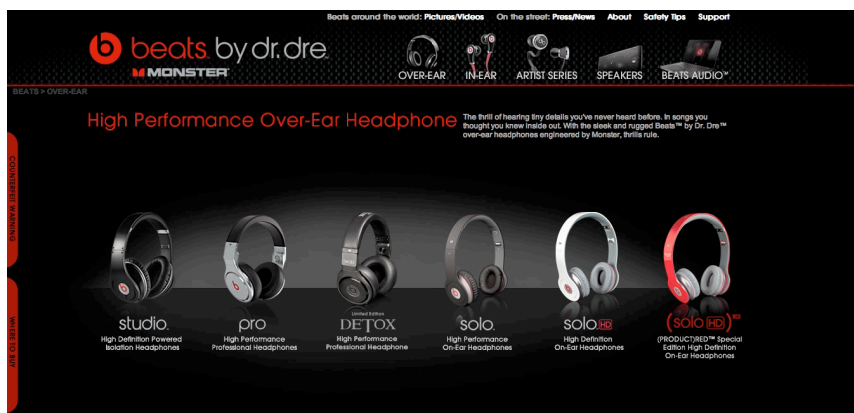 Beats around the world: Pictures/Videos On the street: Press/News About Safety Tips Support
beats by dr. dre
MONSTER
OVER-EAR IN-EAR ARTIST SERIES SPEAKERS BEATS AUDIO™
BEATS > OVER-EAR
High Performance Over-Ear Headphone
The thrill of hearing tiny details you've never heard before. In songs you
thought you knew inside out. With the sleek and rugged Beats™ by Dr. Dre™
over-ear headphones engineered by Monster, thrills rule.
COUNTERFEIT WARNING
WHERE TO BUY
studio.
High Definition Powered
Isolation Headphones
pro
High Performance
Professional Headphones
Limited Edition
DETOX
High Performance
Professional Headphone
solo.
High Performance
On-Ear Headphones
solo HD
High Definition
On-Ear Headphones
(solo HD)
(PRODUCT)RED™ Special
Edition High Definition
On-Ear Headphones